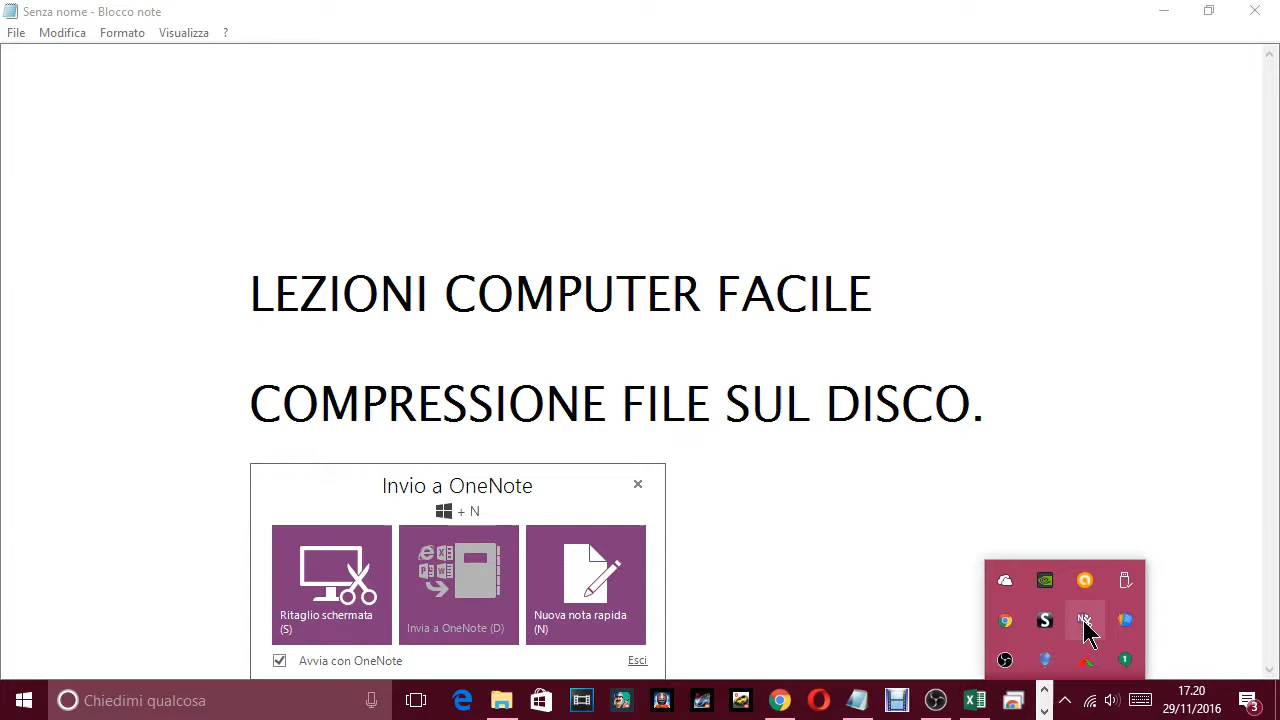 Senza nome - Blocco note
File Modifica Formato Visualizza ?
LEZIONI COMPUTER FACILE
COMPRESSIONE FILE SUL DISCO.
Invio a OneNote
+ N
Ritaglio schermata
(S)
Invia a OneNote (D)
Nuova nota rapida
(N)
Avvia con OneNote
Esci
Chiedimi qualcosa
17.20
29/11/2016
3